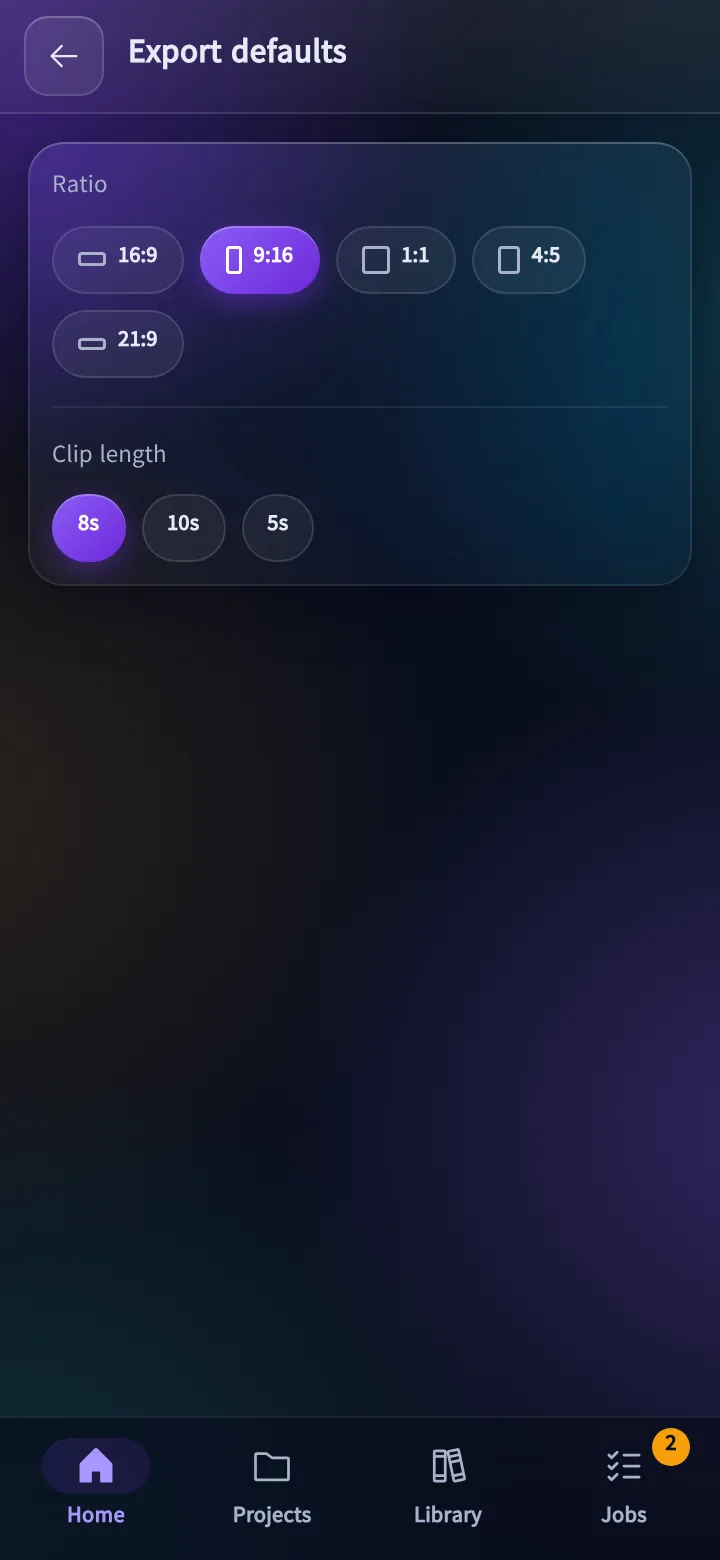 Export defaults
Ratio
16:9 9:16 1:1 4:5
21:9
Clip length
8s 10s 5s
2
Home Projects Library Jobs